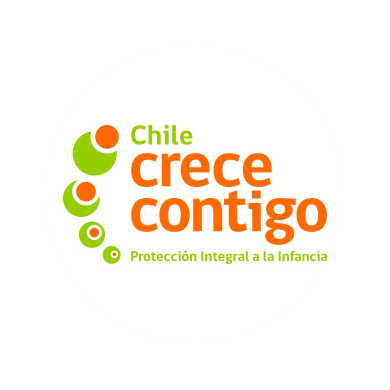 Chile
crece
contigo
Protección Integral a la Infancia